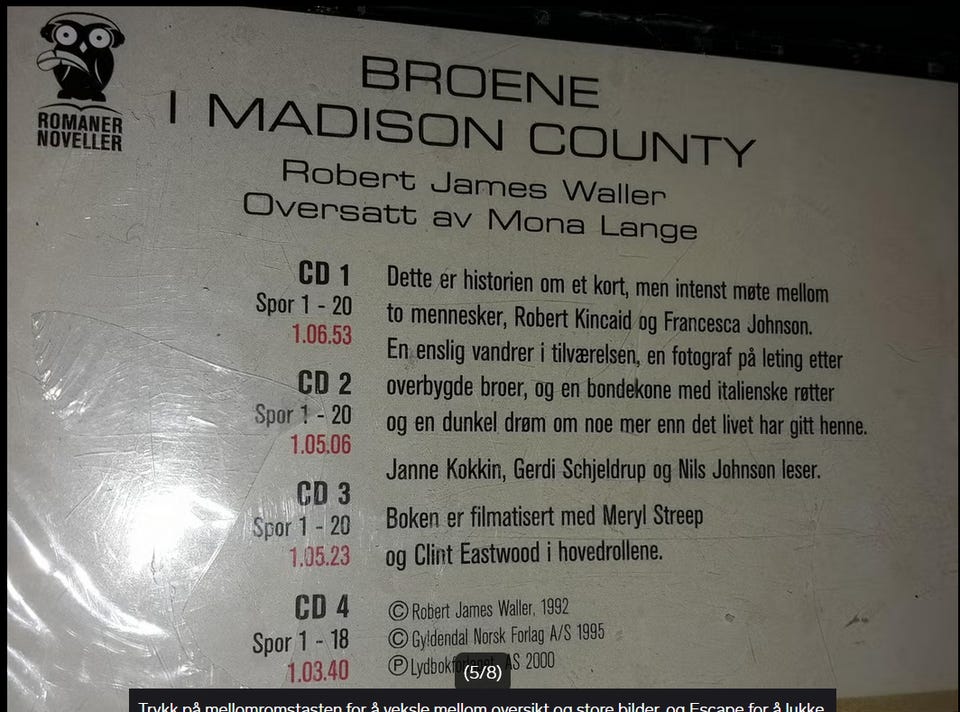 ROMANER
NOVELLER
BROENE
I MADISON COUNTY
Robert James Waller
Oversatt av Mona Lange
CD 1
Spor 1 - 20
1.06.53
CD 2
Spor 1 - 20
1.05.06
CD 3
Spor 1 - 20
1.05.23
CD 4
Spor 1 - 18
1.03.40
Dette er historien om et kort, men intenst møte mellom
to mennesker, Robert Kincaid og Francesca Johnson.
En enslig vandrer i tilværelsen, en fotograf på leting etter
overbygde broer, og en bondekone med italienske røtter
og en dunkel drøm om noe mer enn det livet har gitt henne.
Janne Kokkin, Gerdi Schjeldrup og Nils Johnson leser.
Boken er filmatisert med Meryl Streep
og Clint Eastwood i hovedrollene.
© Robert James Waller, 1992
© Gyldendal Norsk Forlag A/S 1995
℗ AS 2000
(5/8)
Trykk på mellomromstasten for å veksle mellom oversikt og store bilder, og Escape for å lukke